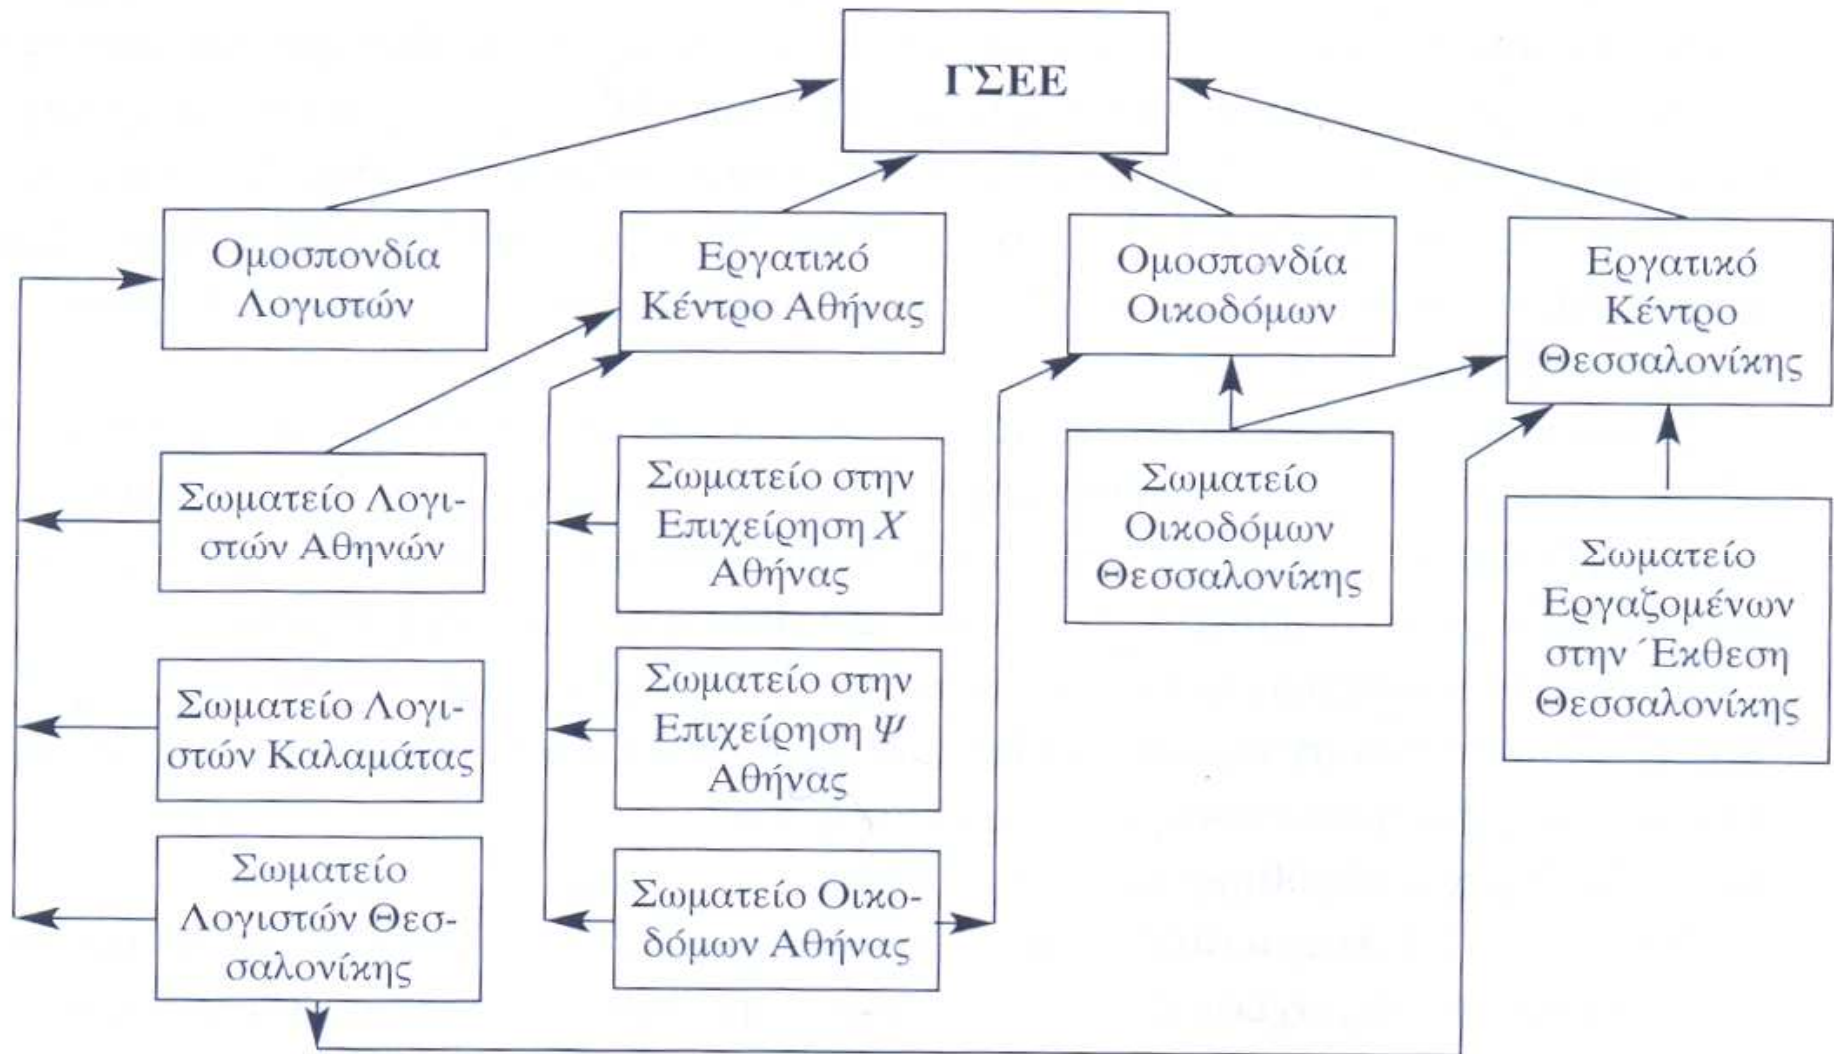 ΓΣΕΕ
Ομοσπονδία
Λογιστών
Εργατικό
Κέντρο Αθήνας
Ομοσπονδία
Οικοδόμων
Εργατικό
Κέντρο
Θεσσαλονίκης
Σωματείο Λογι-
στών Αθηνών
Σωματείο στην
Επιχείρηση Χ
Αθήνας
Σωματείο
Οικοδόμων
Θεσσαλονίκης
Σωματείο
Εργαζομένων
στην Έκθεση
Θεσσαλονίκης
Σωματείο Λογι-
στών Καλαμάτας
Σωματείο στην
Επιχείρηση Ψ
Αθήνας
Σωματείο
Λογιστών Θεσ-
σαλονίκης
Σωματείο Οικο-
δόμων Αθήνας